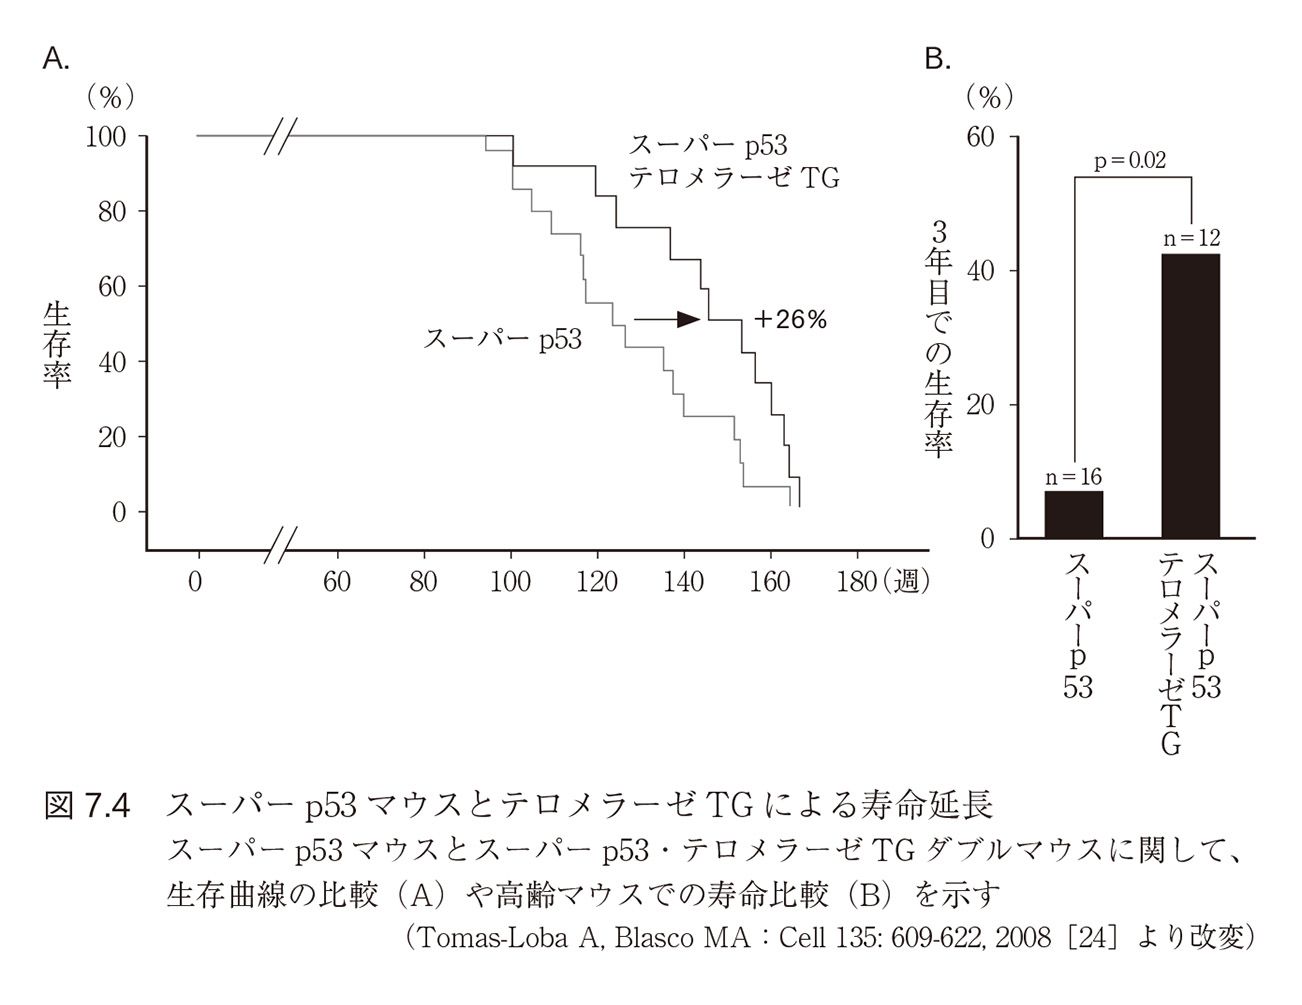 A.
（%）
100
80
60
40
20
0
生存率
スーパー p53
テロメラーゼ TG
スーパー p53
+26%
0
60
80
100
120
140
160
180（週）
B.
（%）
60
40
20
0
3年目での生存率
p＝0.02
n＝16
n＝12
スーパーp53
スーパーp53
テロメラーゼTG
図 7.4　スーパー p53 マウスとテロメラーゼ TG による寿命延長
スーパー p53 マウスとスーパー p53・テロメラーゼ TG ダブルマウスに関して、
生存曲線の比較（A）や高齢マウスでの寿命比較（B）を示す
（Tomas-Loba A, Blasco MA：Cell 135: 609-622, 2008［24］より改変）